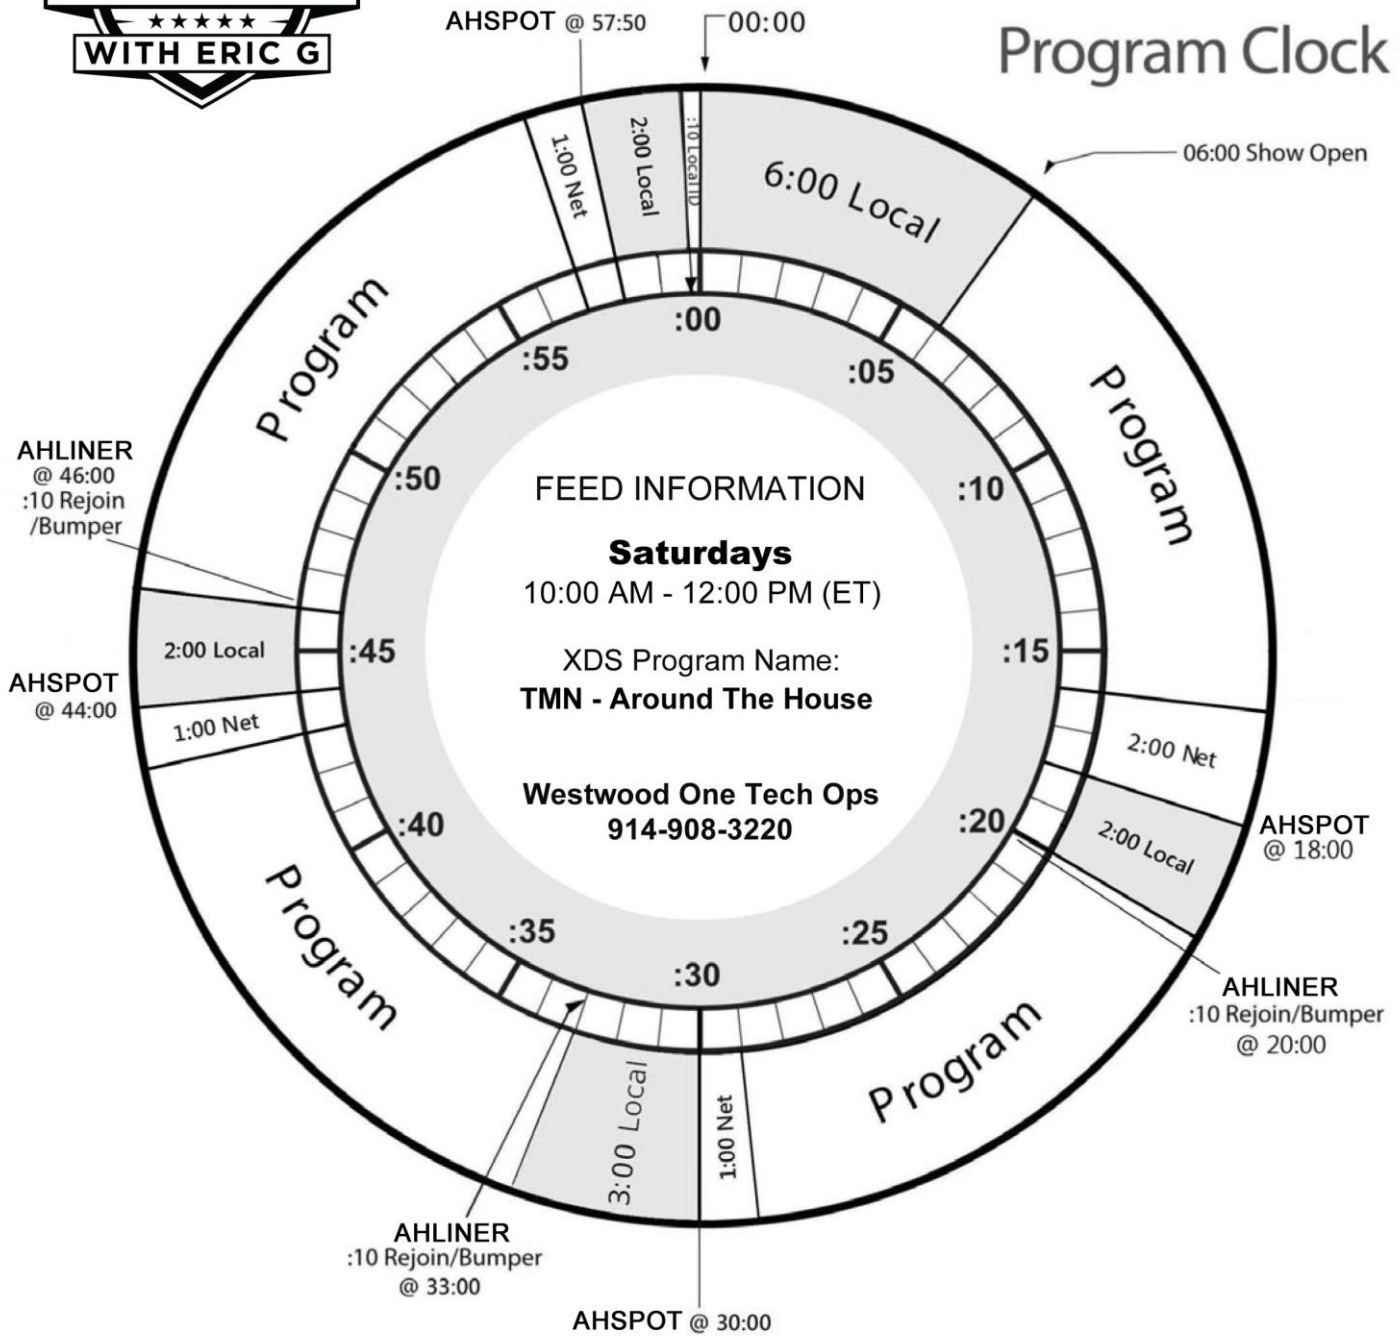 ★★★★★
WITH ERIC G
AHSPOT @ 57:50
00:00
Program Clock
06:00 Show Open
1:00 Net
2:00 Local
:10 Local ID
6:00 Local
Program
Program
:00
:05
:10
:15
:20
:25
:30
:35
:40
:45
:50
:55
AHLINER
@ 46:00
:10 Rejoin
/Bumper
2:00 Local
AHSPOT
@ 44:00
1:00 Net
FEED INFORMATION
Saturdays
10:00 AM - 12:00 PM (ET)
XDS Program Name:
TMN - Around The House
Westwood One Tech Ops
914-908-3220
2:00 Net
2:00 Local
AHSPOT
@ 18:00
AHLINER
:10 Rejoin/Bumper
@ 20:00
Program
Program
3:00 Local
1:00 Net
AHLINER
:10 Rejoin/Bumper
@ 33:00
AHSPOT @ 30:00